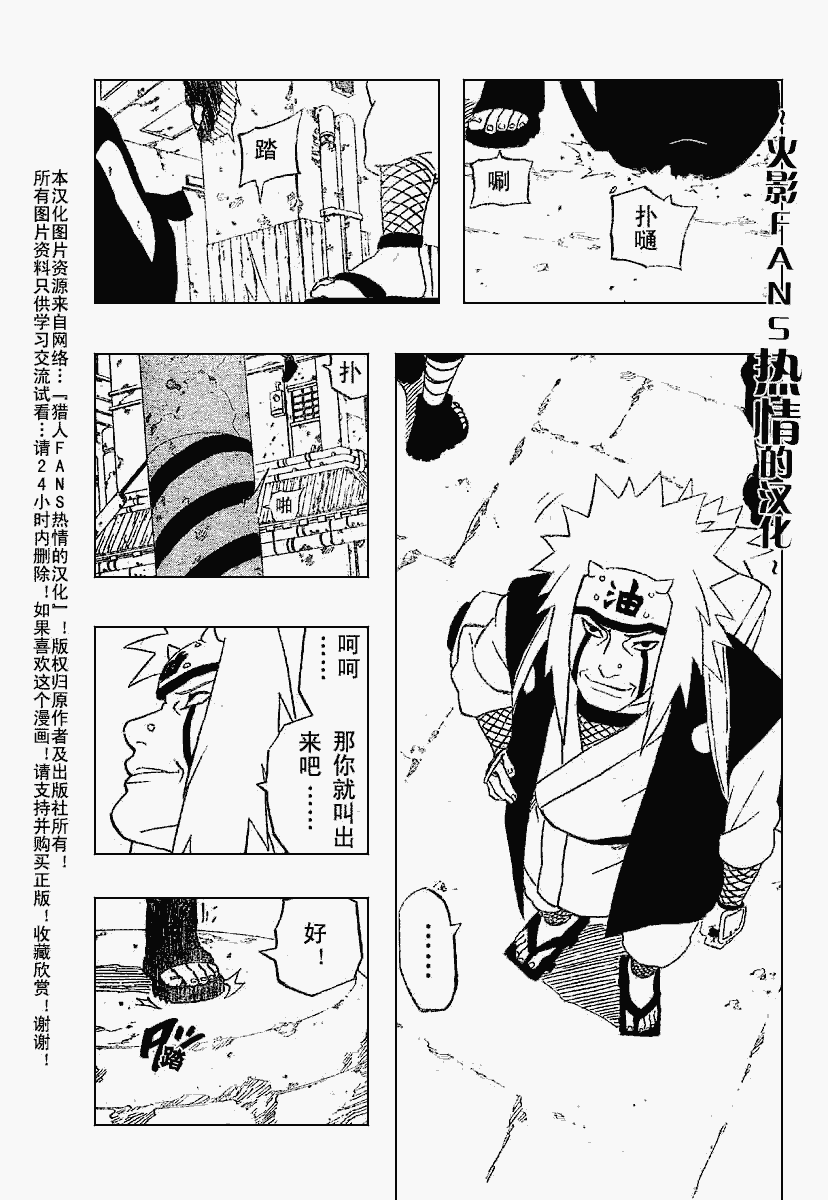 ~火影FANS热情的汉化~
唰
扑
嗵
踏
扑
啪
油
………
呵呵
……
那你就叫出
来吧……
好！
踏
本汉化图片资源来自网络…『猎人FANS热情的汉化』！版权归原作者及出版社所有！
所有图片资料只供学习交流试看…请24小时内删除！如果喜欢这个漫画！请支持并购买正版！收藏欣赏！谢谢！